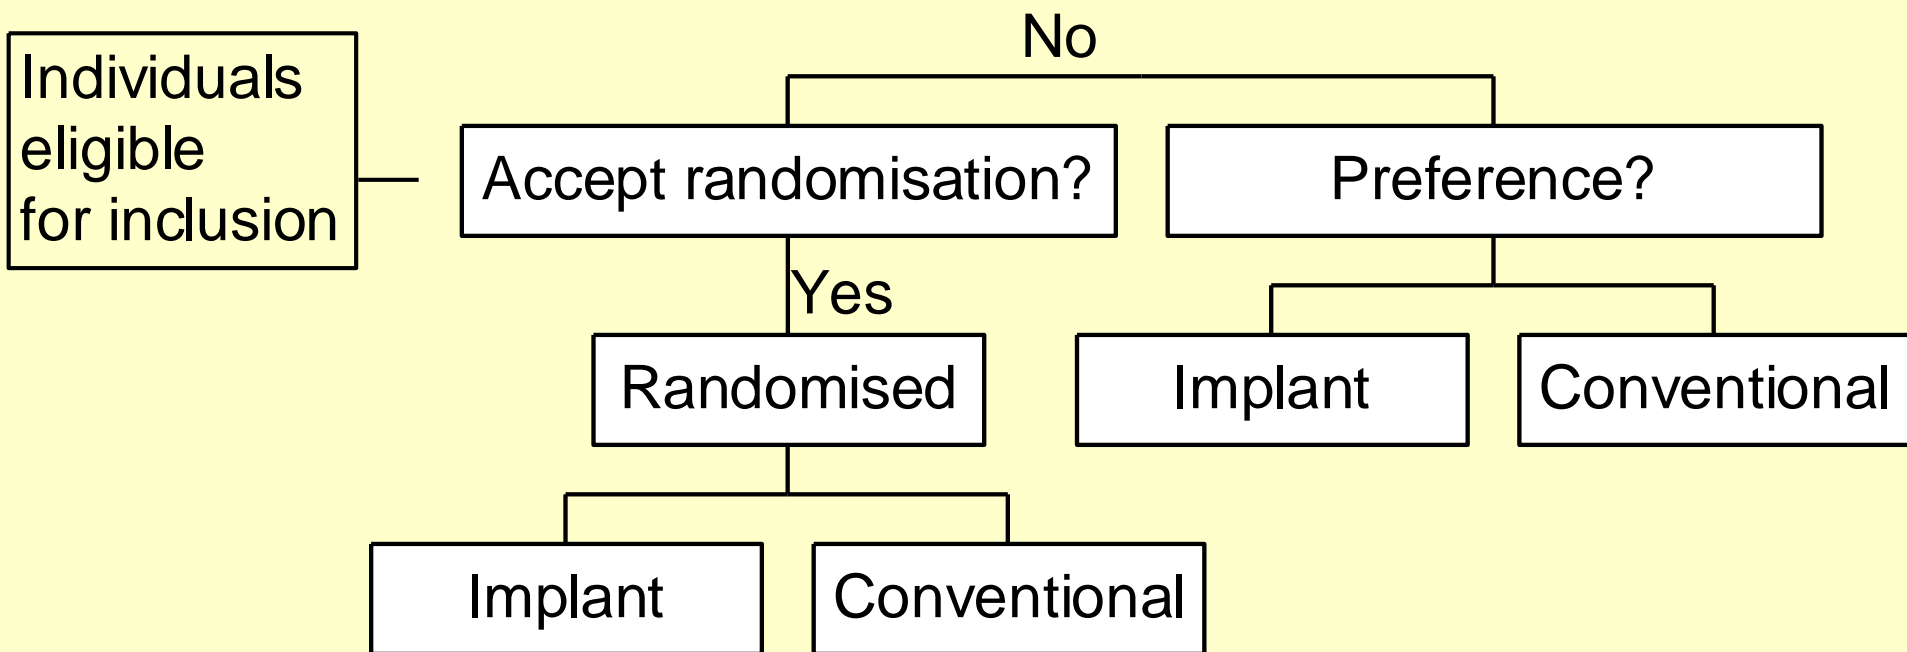 No
Individuals
eligible
for inclusion
Accept randomisation?
Preference?
Yes
Randomised
Implant
Conventional
Implant
Conventional